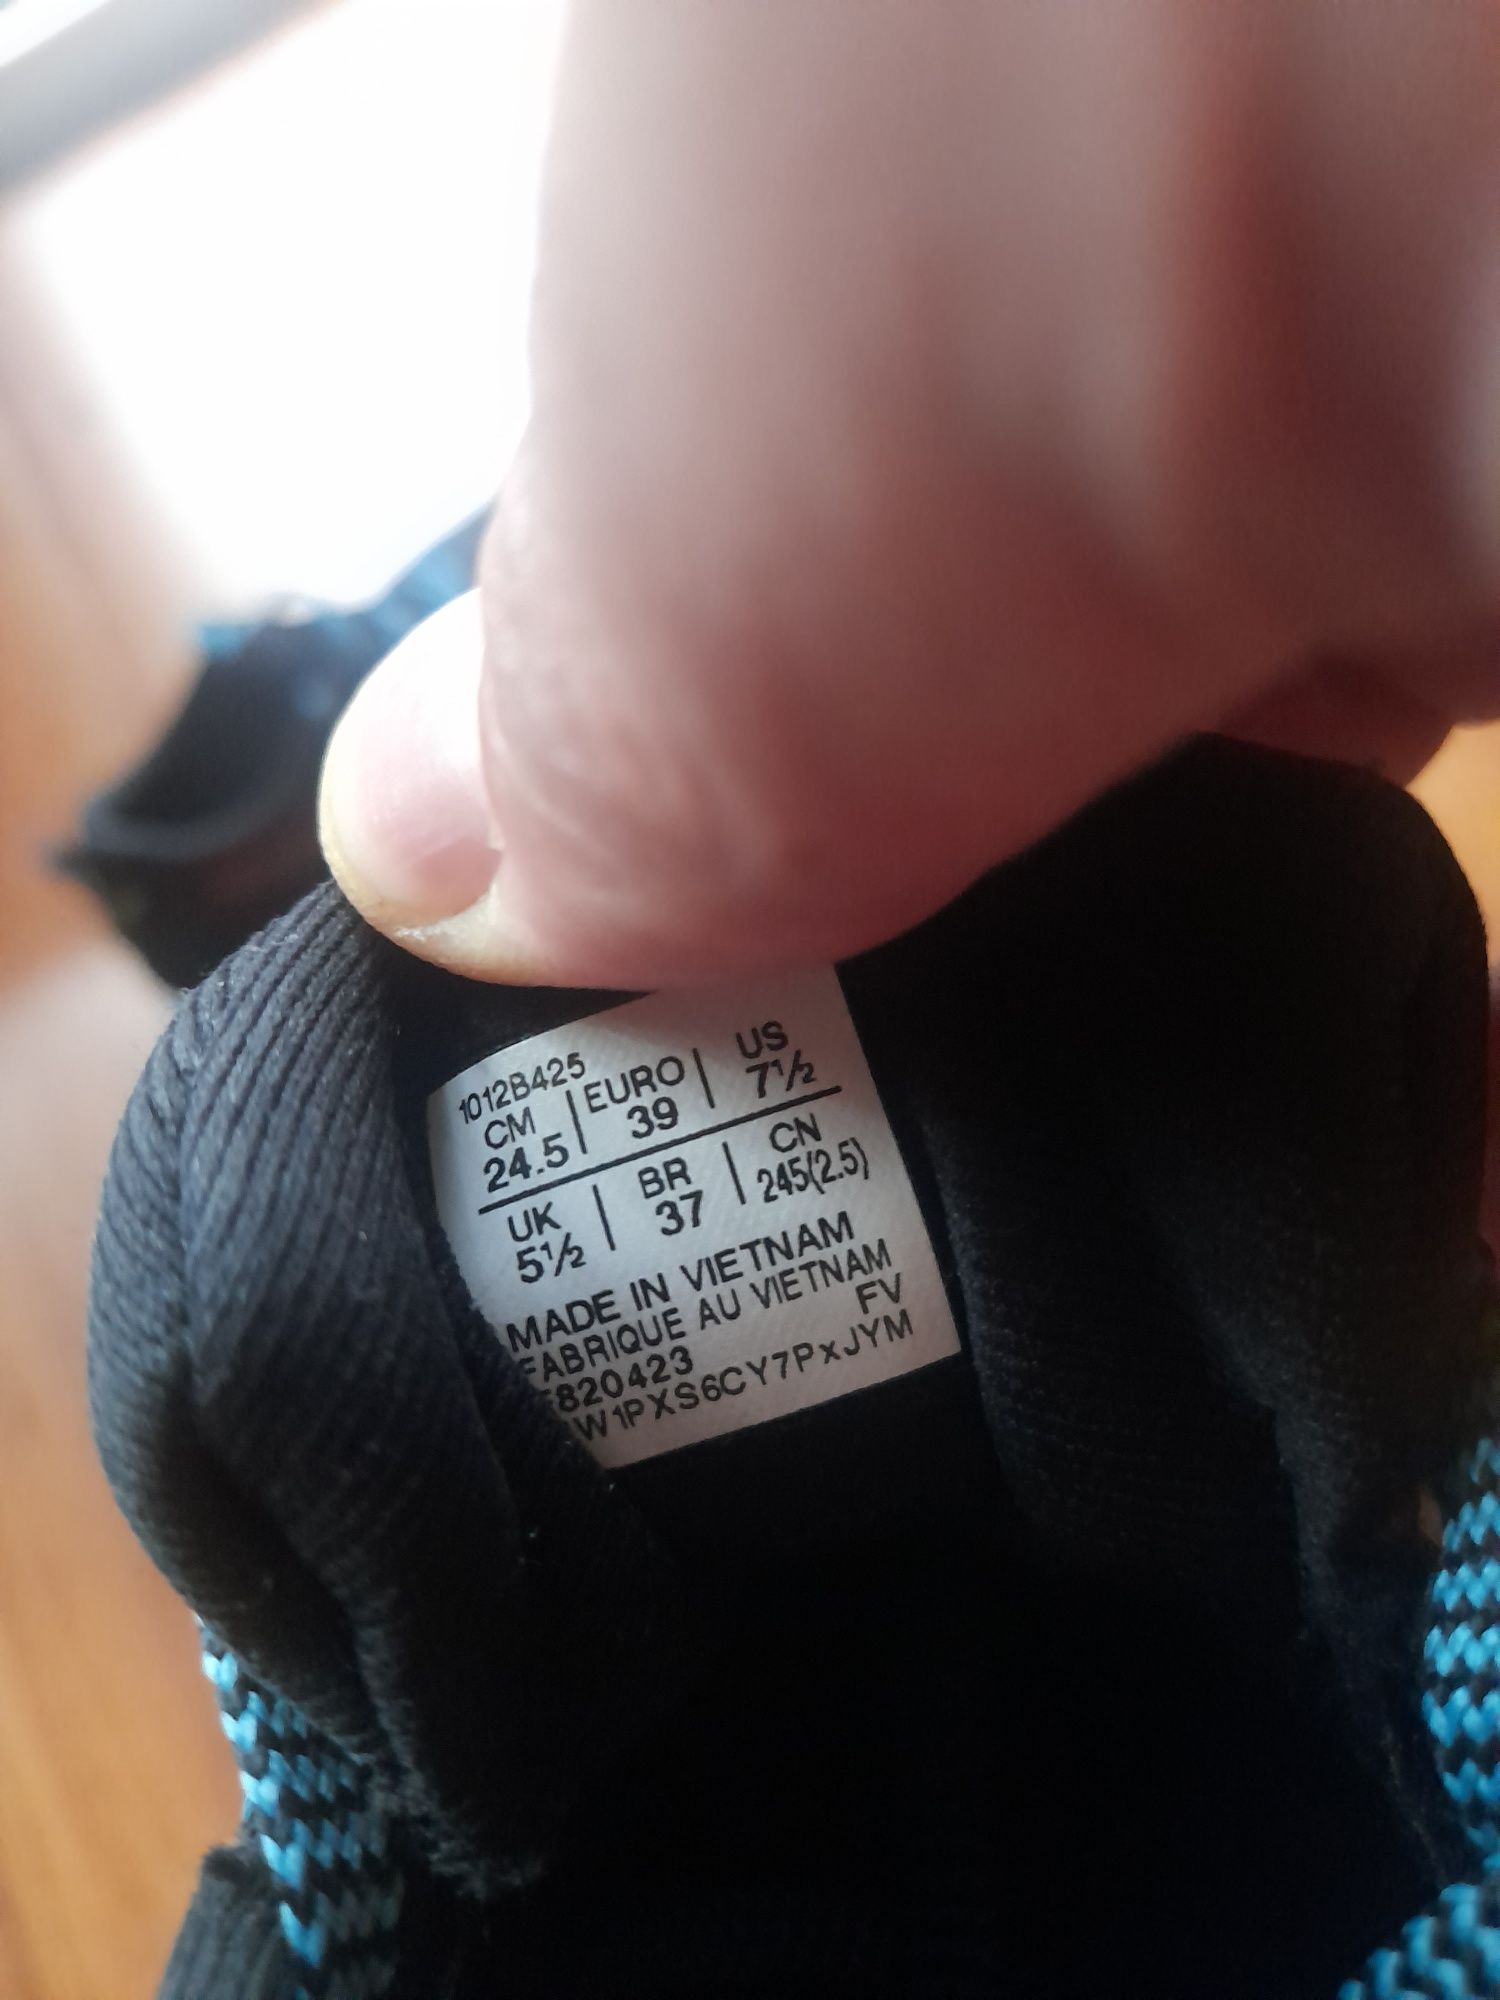 1012B425
CM | EURO | US
24.5 | 39 | 7½
UK | BR | CN
5½ | 37 | 245(2.5)
MADE IN VIETNAM
FABRIQUE AU VIETNAM
820423 FV
W1PXS6CY7PxJYM